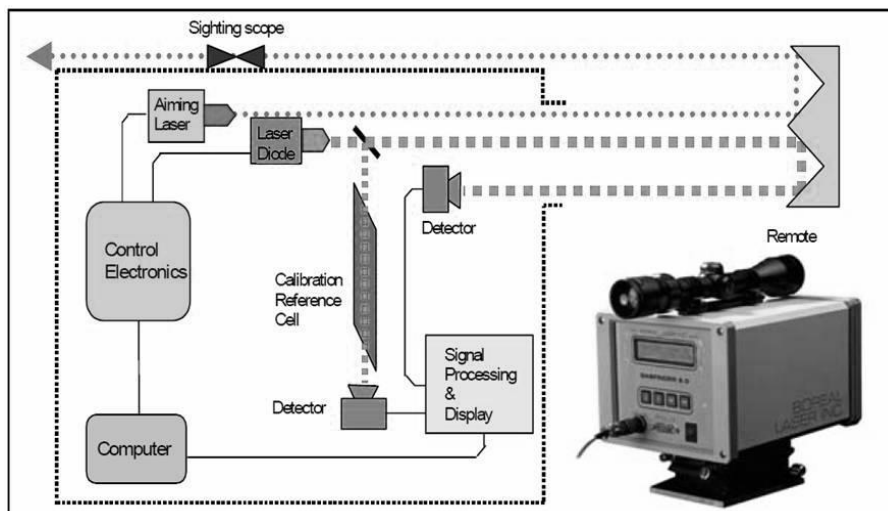 Sighting scope
Aiming
Laser
Laser
Diode
Detector
Remote
Control
Electronics
Calibration
Reference
Cell
Signal
Processing
&
Display
Detector
Computer
BOREAL
LASER INC